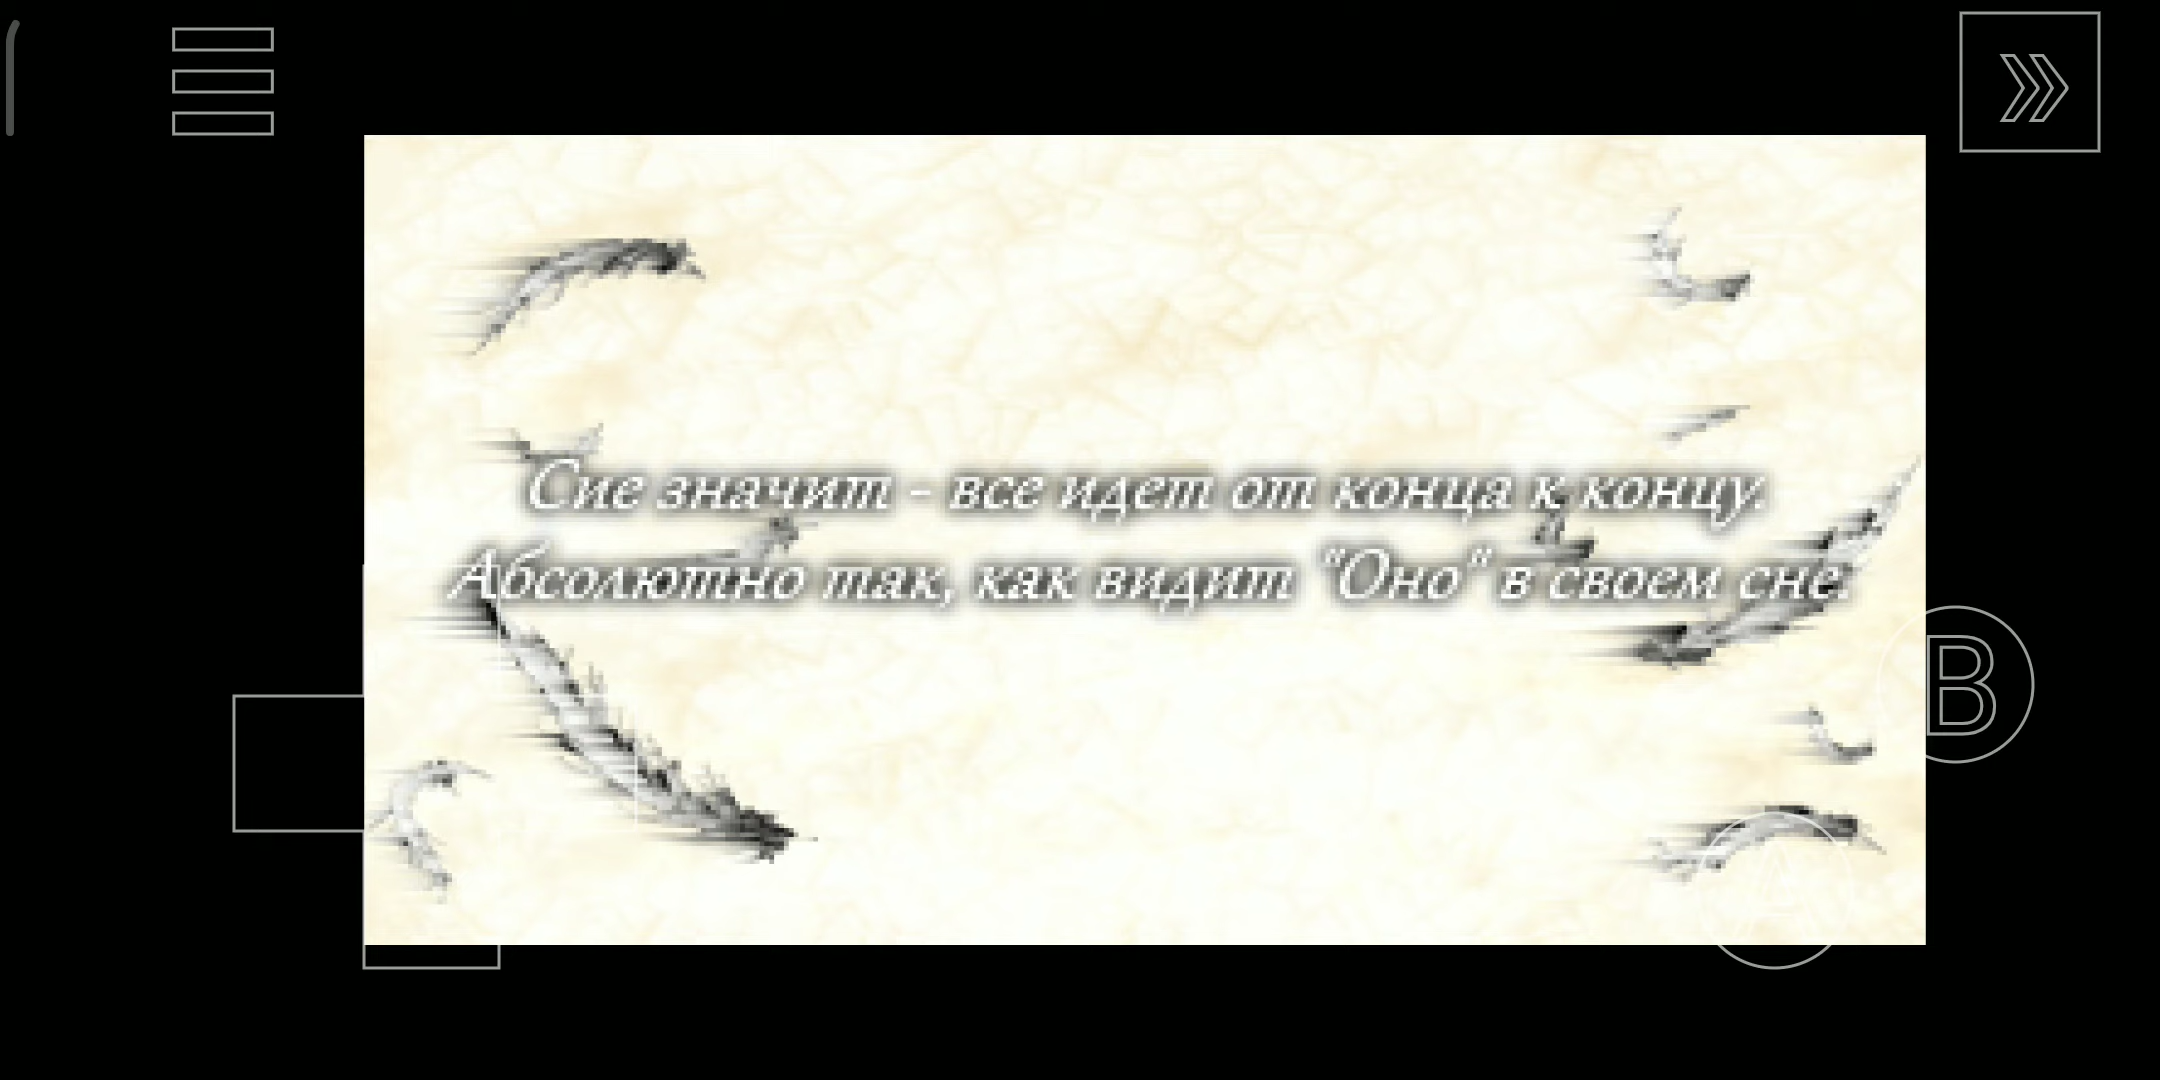 Сие значит - все идет от конца к концу.
Абсолютно так, как видит "Оно" в своем сне.
B
A